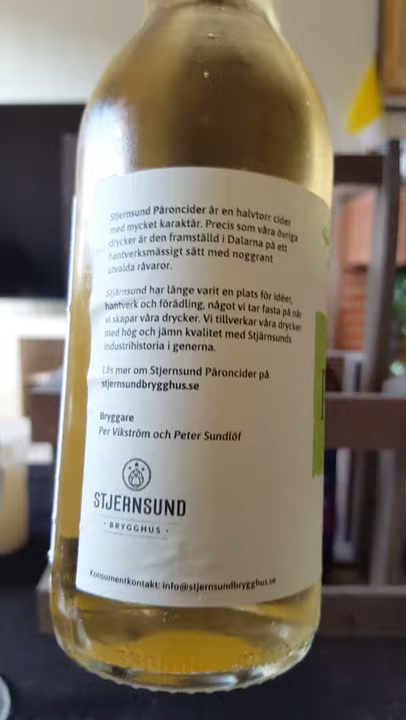 Stjernsund Päroncider är en halvtorr cider
med mycket karaktär. Precis som våra övriga
drycker är den framställd i Dalarna på ett
hantverksmässigt sätt med noggrant
utvalda råvaror.
Stjärnsund har länge varit en plats för idéer,
hantverk och förädling, något vi tar fasta på när
vi skapar våra drycker. Vi tillverkar våra drycker
med hög och jämn kvalitet med Stjärnsunds
industrihistoria i generna.
Läs mer om Stjernsund Päroncider på
stjernsundbrygghus.se
Bryggare
Per Vikström och Peter Sundlöf
STJERNSUND
· BRYGGHUS ·
Konsumentkontakt: info@stjernsundbrygghus.se